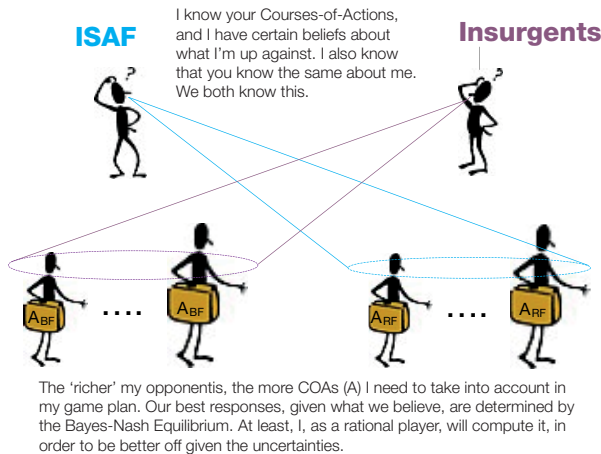 ISAF
I know your Courses-of-Actions,
and I have certain beliefs about
what I'm up against. I also know
that you know the same about me.
We both know this.
Insurgents
?
?
ABF
....
ABF
ARF
....
ARF
The ‘richer’ my opponentis, the more COAs (A) I need to take into account in
my game plan. Our best responses, given what we believe, are determined by
the Bayes-Nash Equilibrium. At least, I, as a rational player, will compute it, in
order to be better off given the uncertainties.